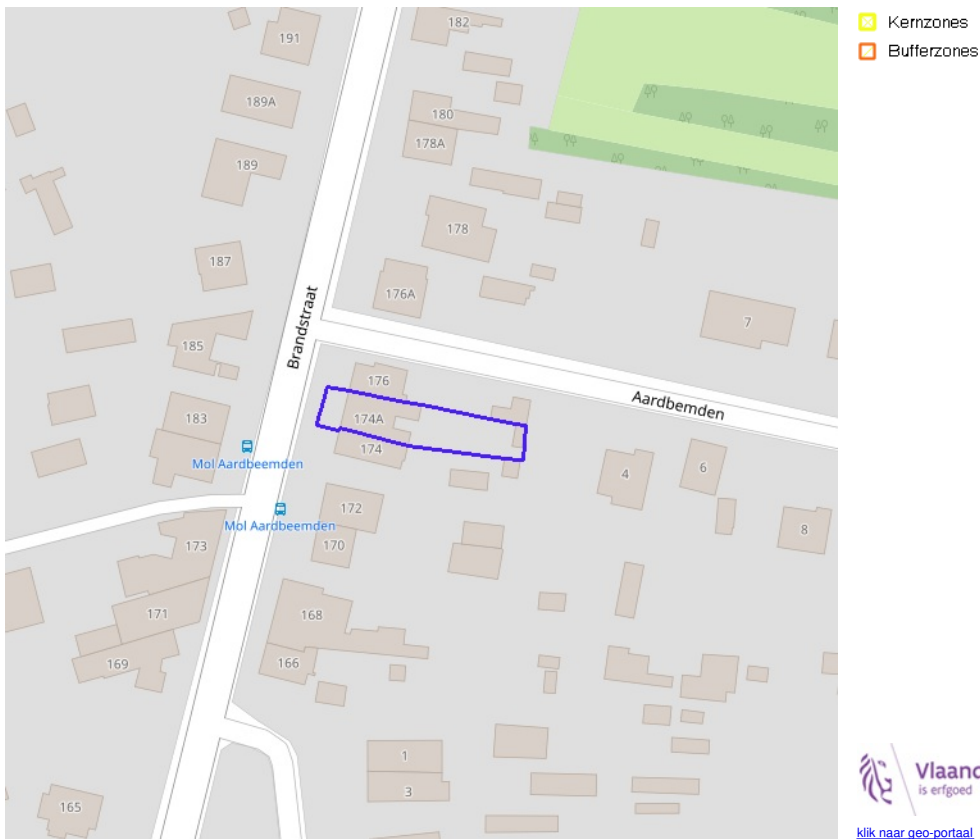 182
191
189A
180
178A
189
178
187
176A
7
Brandstraat
185
Aardbemden
176
174A
183
174
Mol Aardbeemden
4
6
172
Mol Aardbeemden
8
173
170
171
168
169
166
1
3
165
Kernzones
Bufferzones
Vlaand
is erfgoed
klik naar geo-portaal